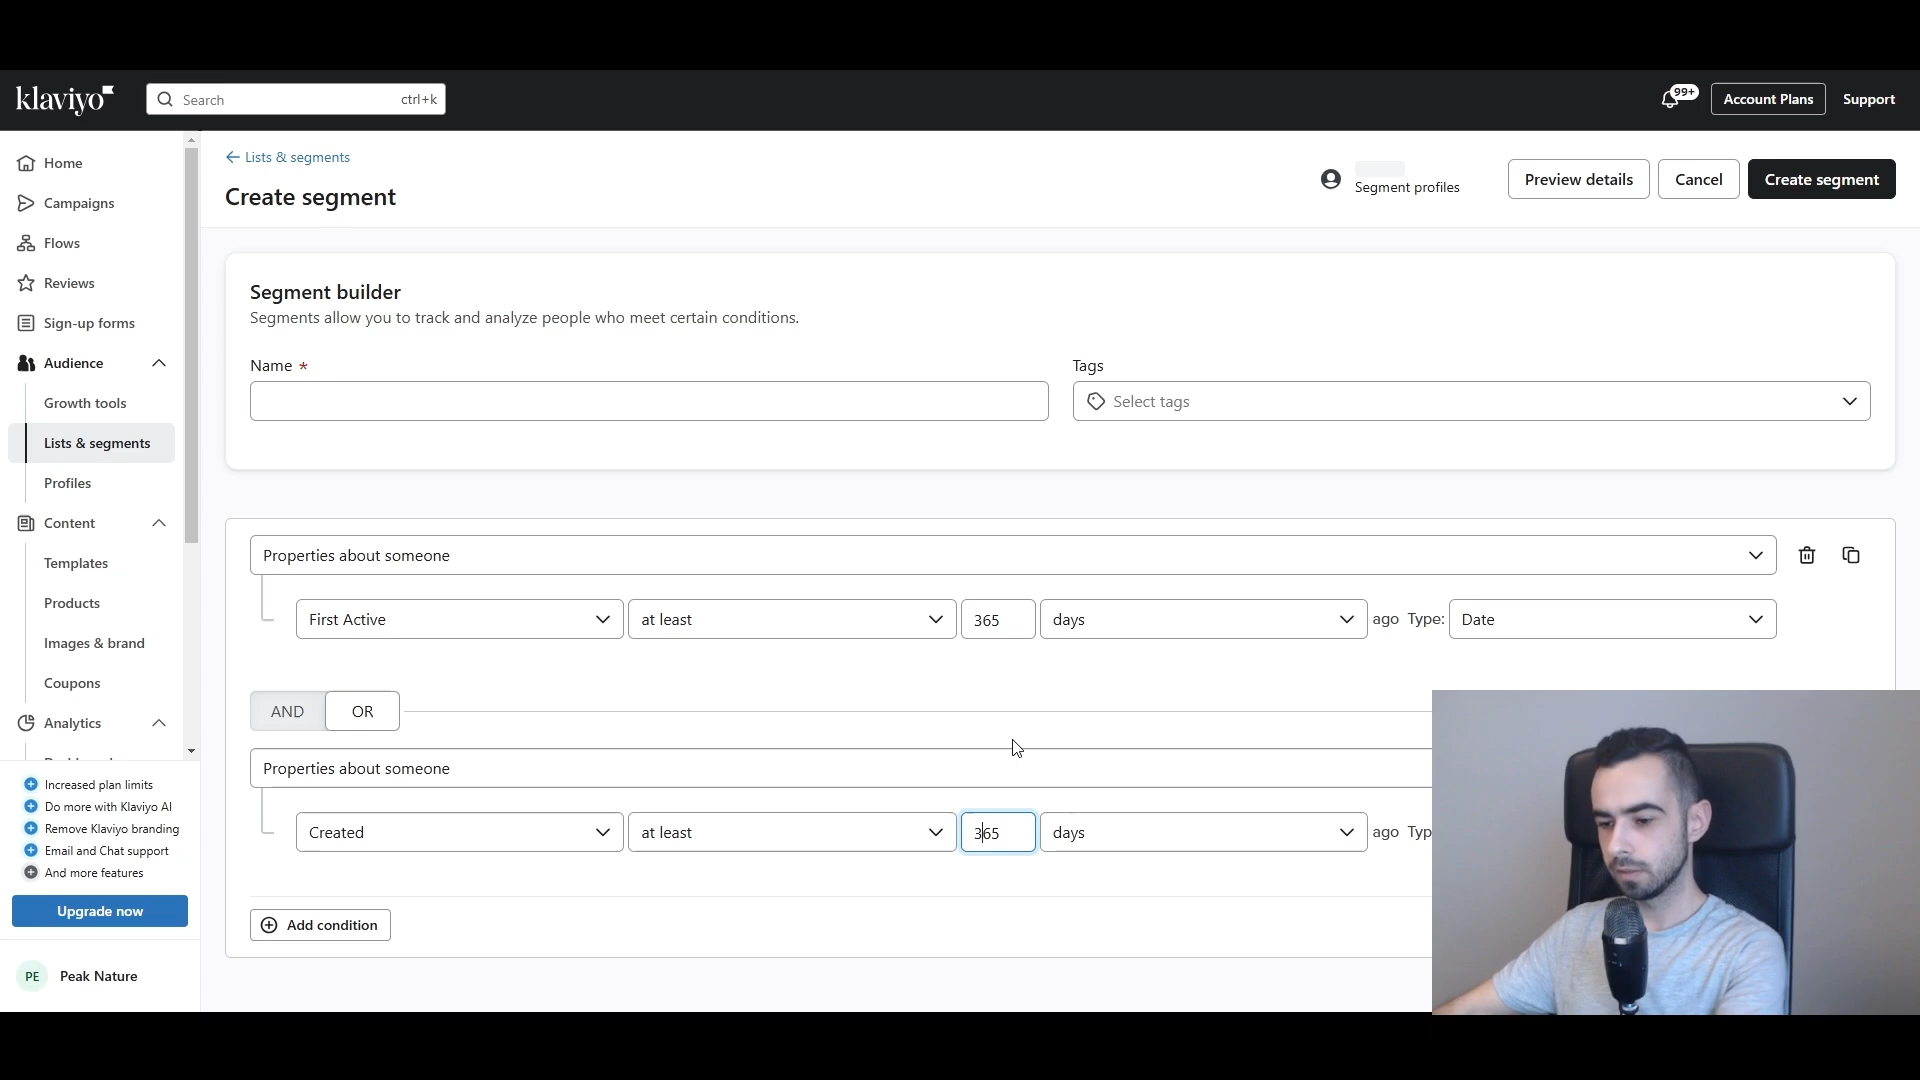 klaviyo
Search ctrl+k
99+
Account Plans
Support
Home
Campaigns
Flows
Reviews
Sign-up forms
Audience
Growth tools
Lists & segments
Profiles
Content
Templates
Products
Images & brand
Coupons
Analytics
Increased plan limits
Do more with Klaviyo AI
Remove Klaviyo branding
Email and Chat support
And more features
Upgrade now
PE Peak Nature
Lists & segments
Create segment
Segment profiles
Preview details
Cancel
Create segment
Segment builder
Segments allow you to track and analyze people who meet certain conditions.
Name *
Tags
Select tags
Properties about someone
First Active at least 365 days ago Type: Date
AND OR
Properties about someone
Created at least 365 days ago Typ
Add condition